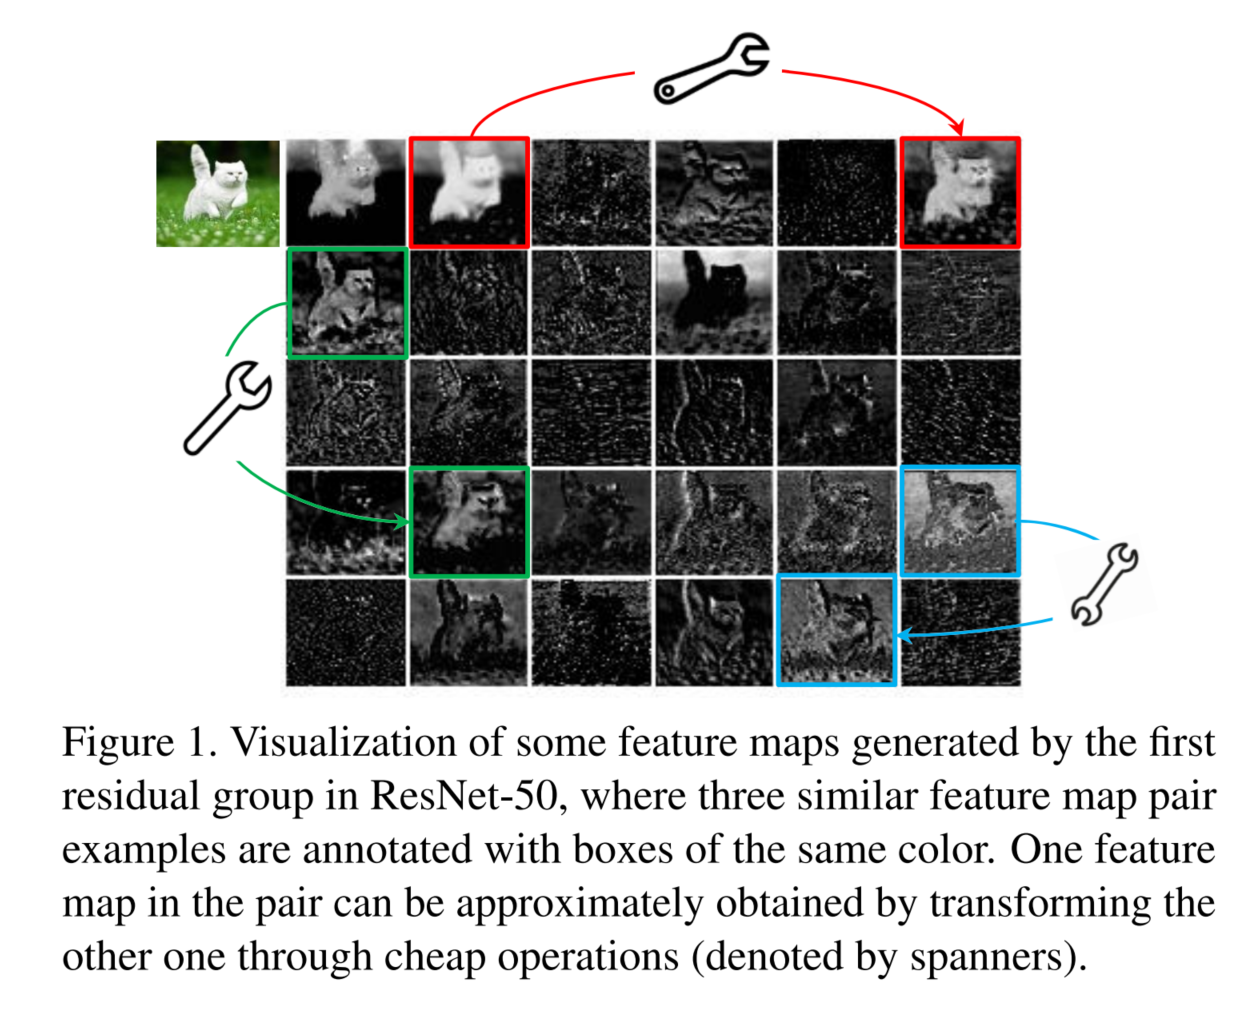 Figure 1. Visualization of some feature maps generated by the first
residual group in ResNet-50, where three similar feature map pair
examples are annotated with boxes of the same color. One feature
map in the pair can be approximately obtained by transforming the
other one through cheap operations (denoted by spanners).